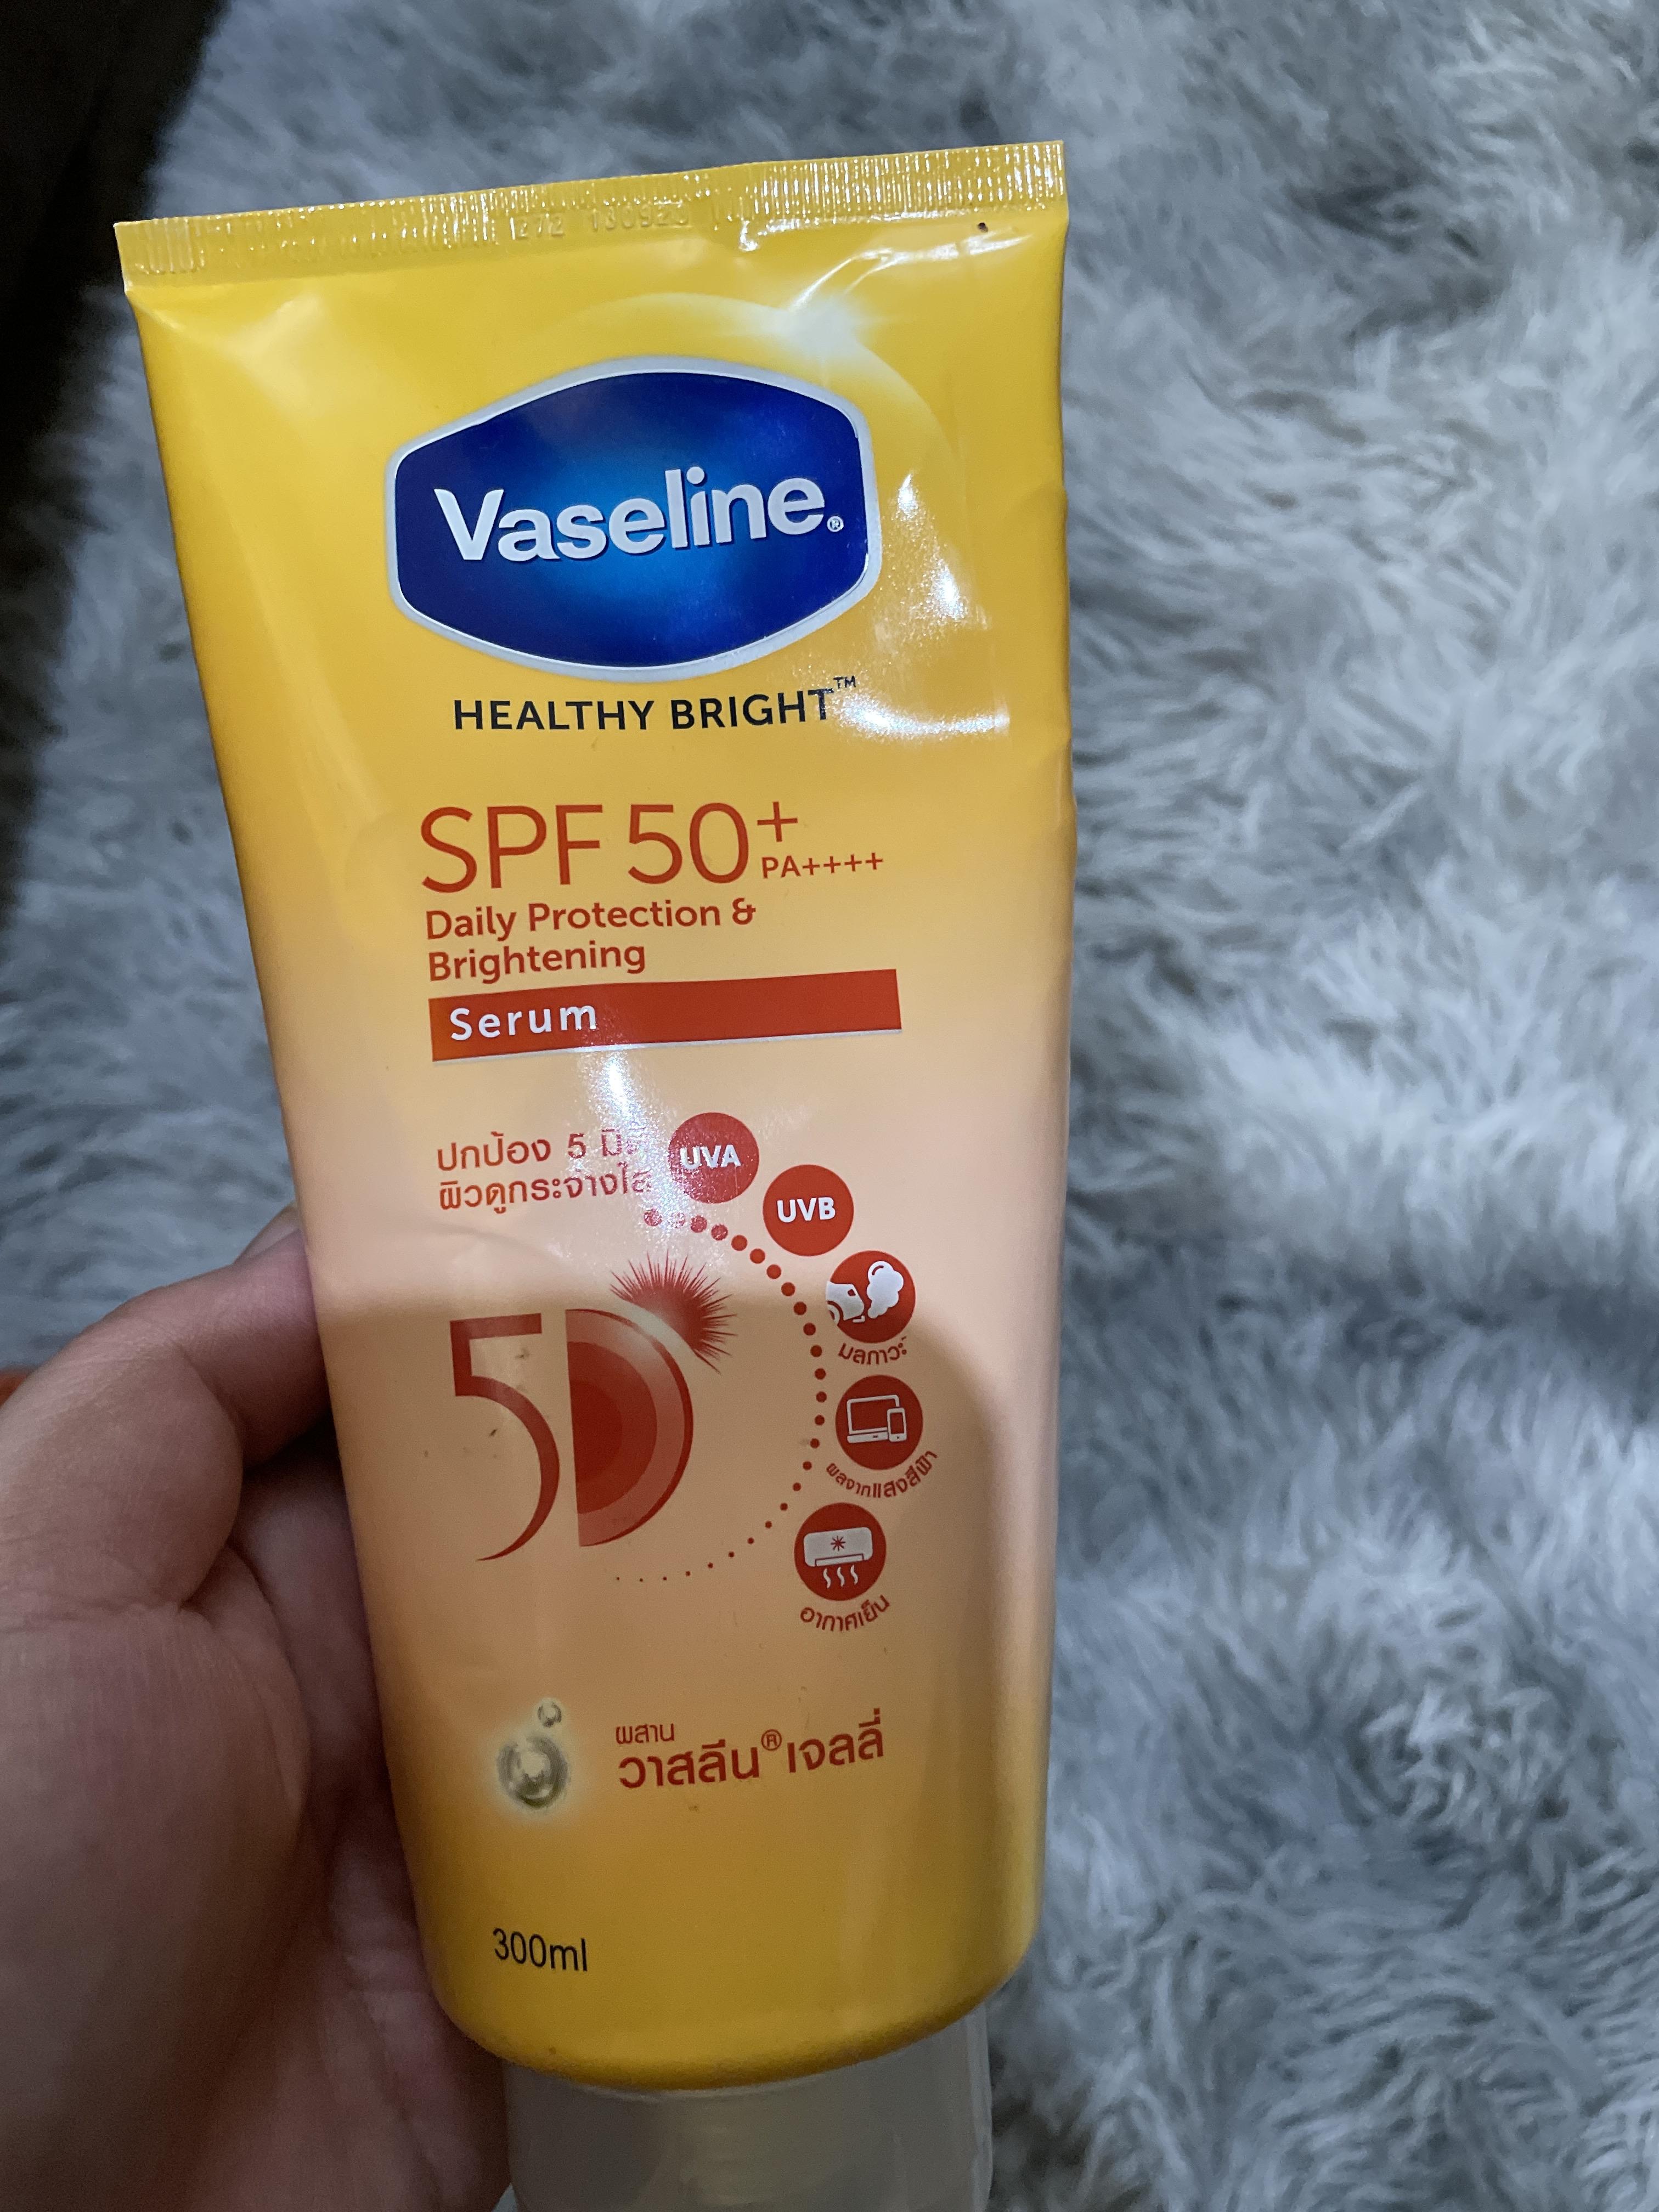 Vaseline®
HEALTHY BRIGHT™
SPF 50+
PA++++
Daily Protection &
Brightening
Serum
ปกป้อง 5
ผิวดูกระจ่างใส
UVA
UVB
มลภาวะ
ผลจากแสงสีฟ้า
อากาศเย็น
5D
ผสาน
วาสลีน® เจลลี่
300ml